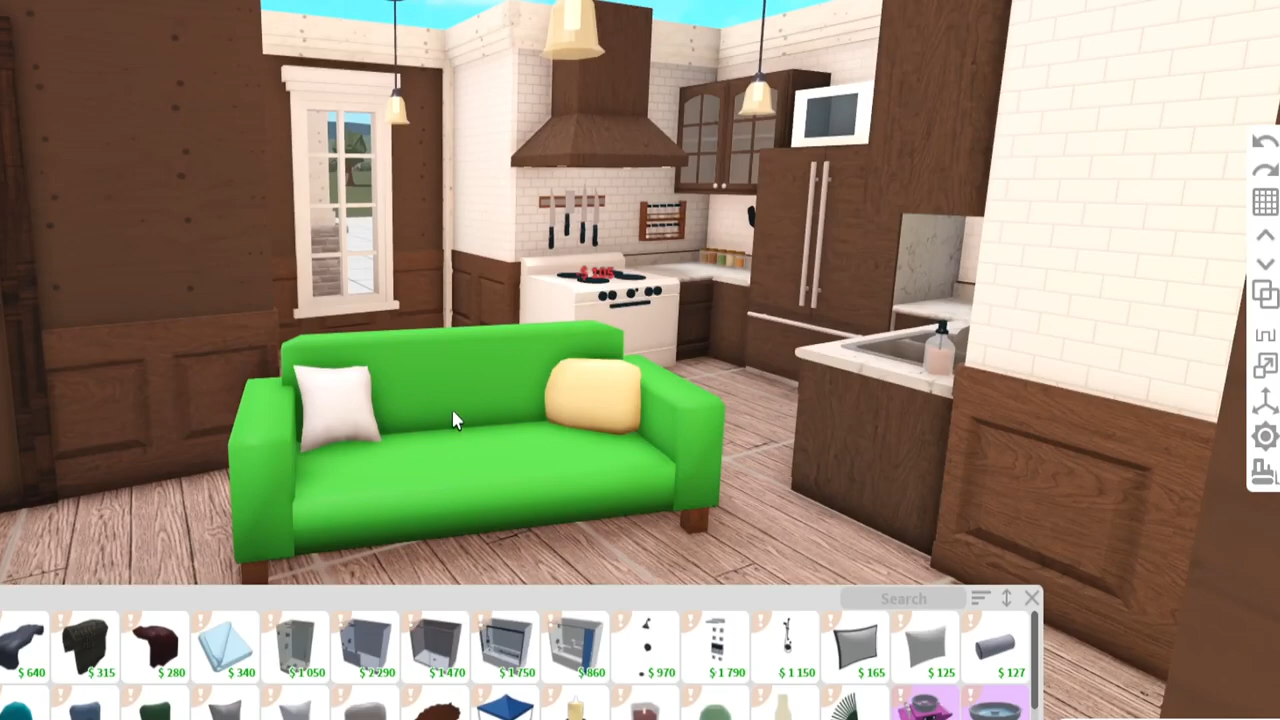 $ 105
Search
$ 640
$ 315
$ 280
$ 340
$ 1 050
$ 2 290
$ 1 470
$ 1 750
$ 860
$ 970
$ 1 790
$ 1 150
$ 165
$ 125
$ 127